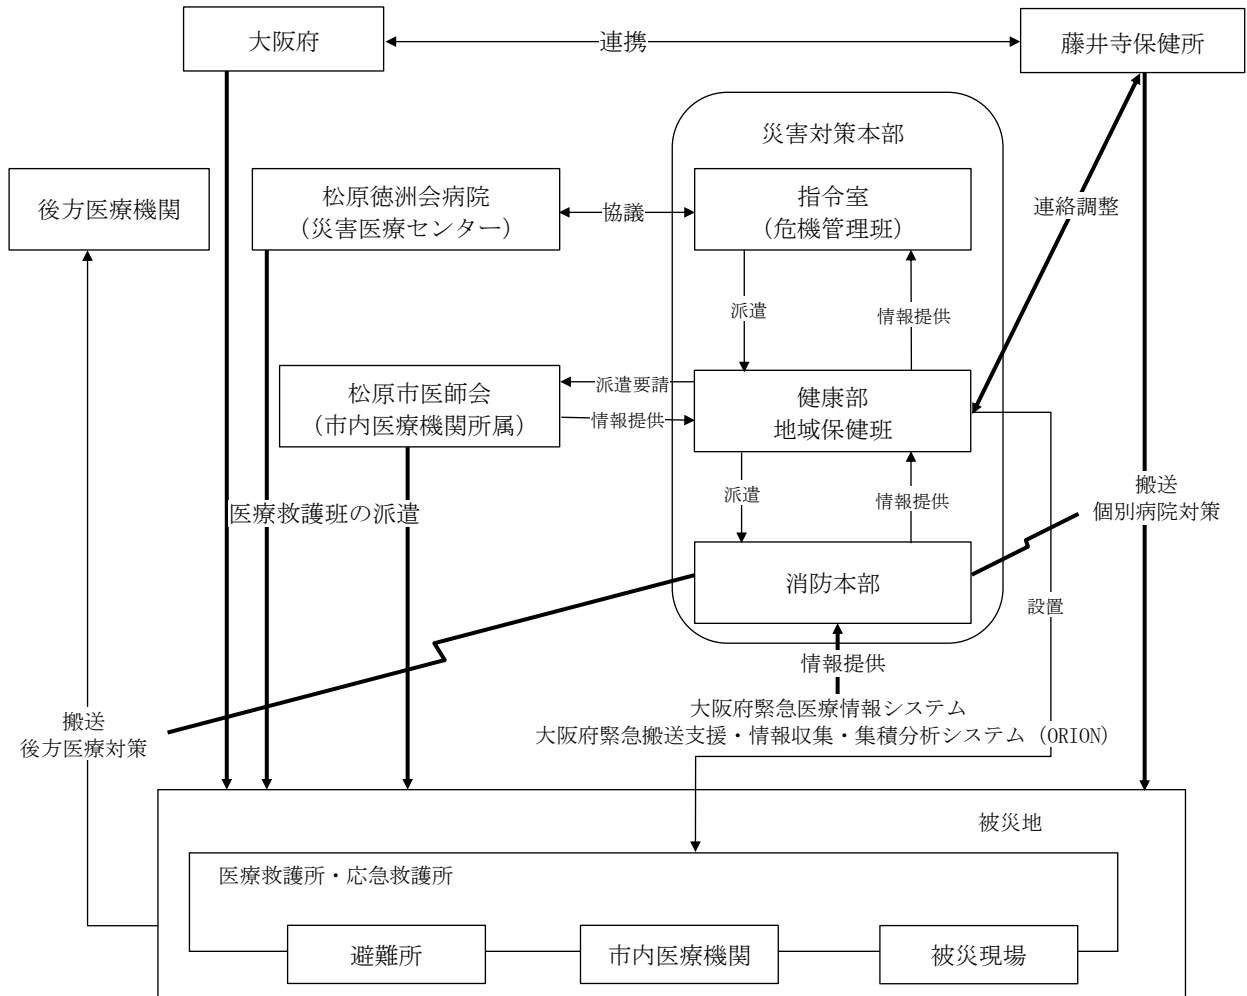 大阪府
連携
藤井寺保健所
災害対策本部
後方医療機関
松原徳洲会病院
（災害医療センター）
協議
指令室
（危機管理班）
連絡調整
派遣
情報提供
松原市医師会
（市内医療機関所属）
派遣要請
情報提供
健康部
地域保健班
医療救護班の派遣
派遣
情報提供
搬送
個別病院対策
消防本部
設置
情報提供
大阪府緊急医療情報システム
大阪府緊急搬送支援・情報収集・集積分析システム（ORION）
搬送
後方医療対策
被災地
医療救護所・応急救護所
避難所
市内医療機関
被災現場